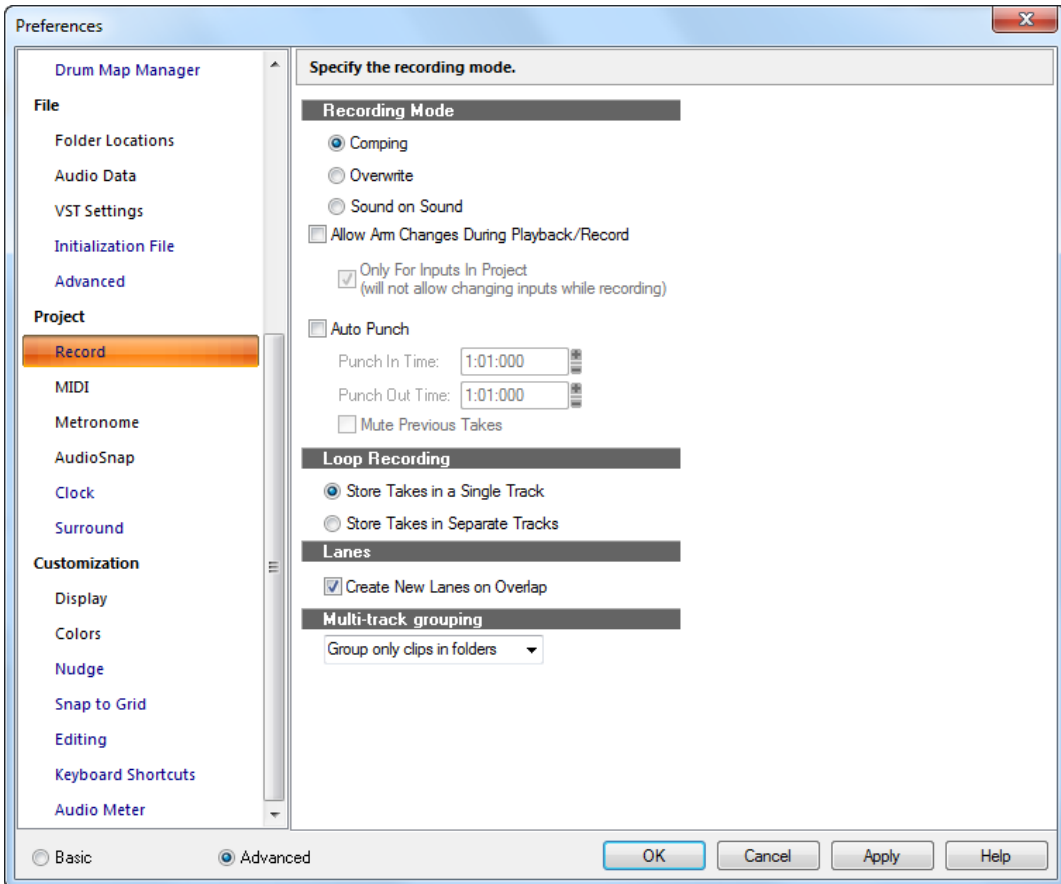 Preferences
Drum Map Manager
File
Folder Locations
Audio Data
VST Settings
Initialization File
Advanced
Project
Record
MIDI
Metronome
AudioSnap
Clock
Surround
Customization
Display
Colors
Nudge
Snap to Grid
Editing
Keyboard Shortcuts
Audio Meter
Specify the recording mode.
Recording Mode
Comping
Overwrite
Sound on Sound
Allow Arm Changes During Playback/Record
Only For Inputs In Project
(will not allow changing inputs while recording)
Auto Punch
Punch In Time: 1:01:000
Punch Out Time: 1:01:000
Mute Previous Takes
Loop Recording
Store Takes in a Single Track
Store Takes in Separate Tracks
Lanes
Create New Lanes on Overlap
Multi-track grouping
Group only clips in folders
Basic Advanced OK Cancel Apply Help